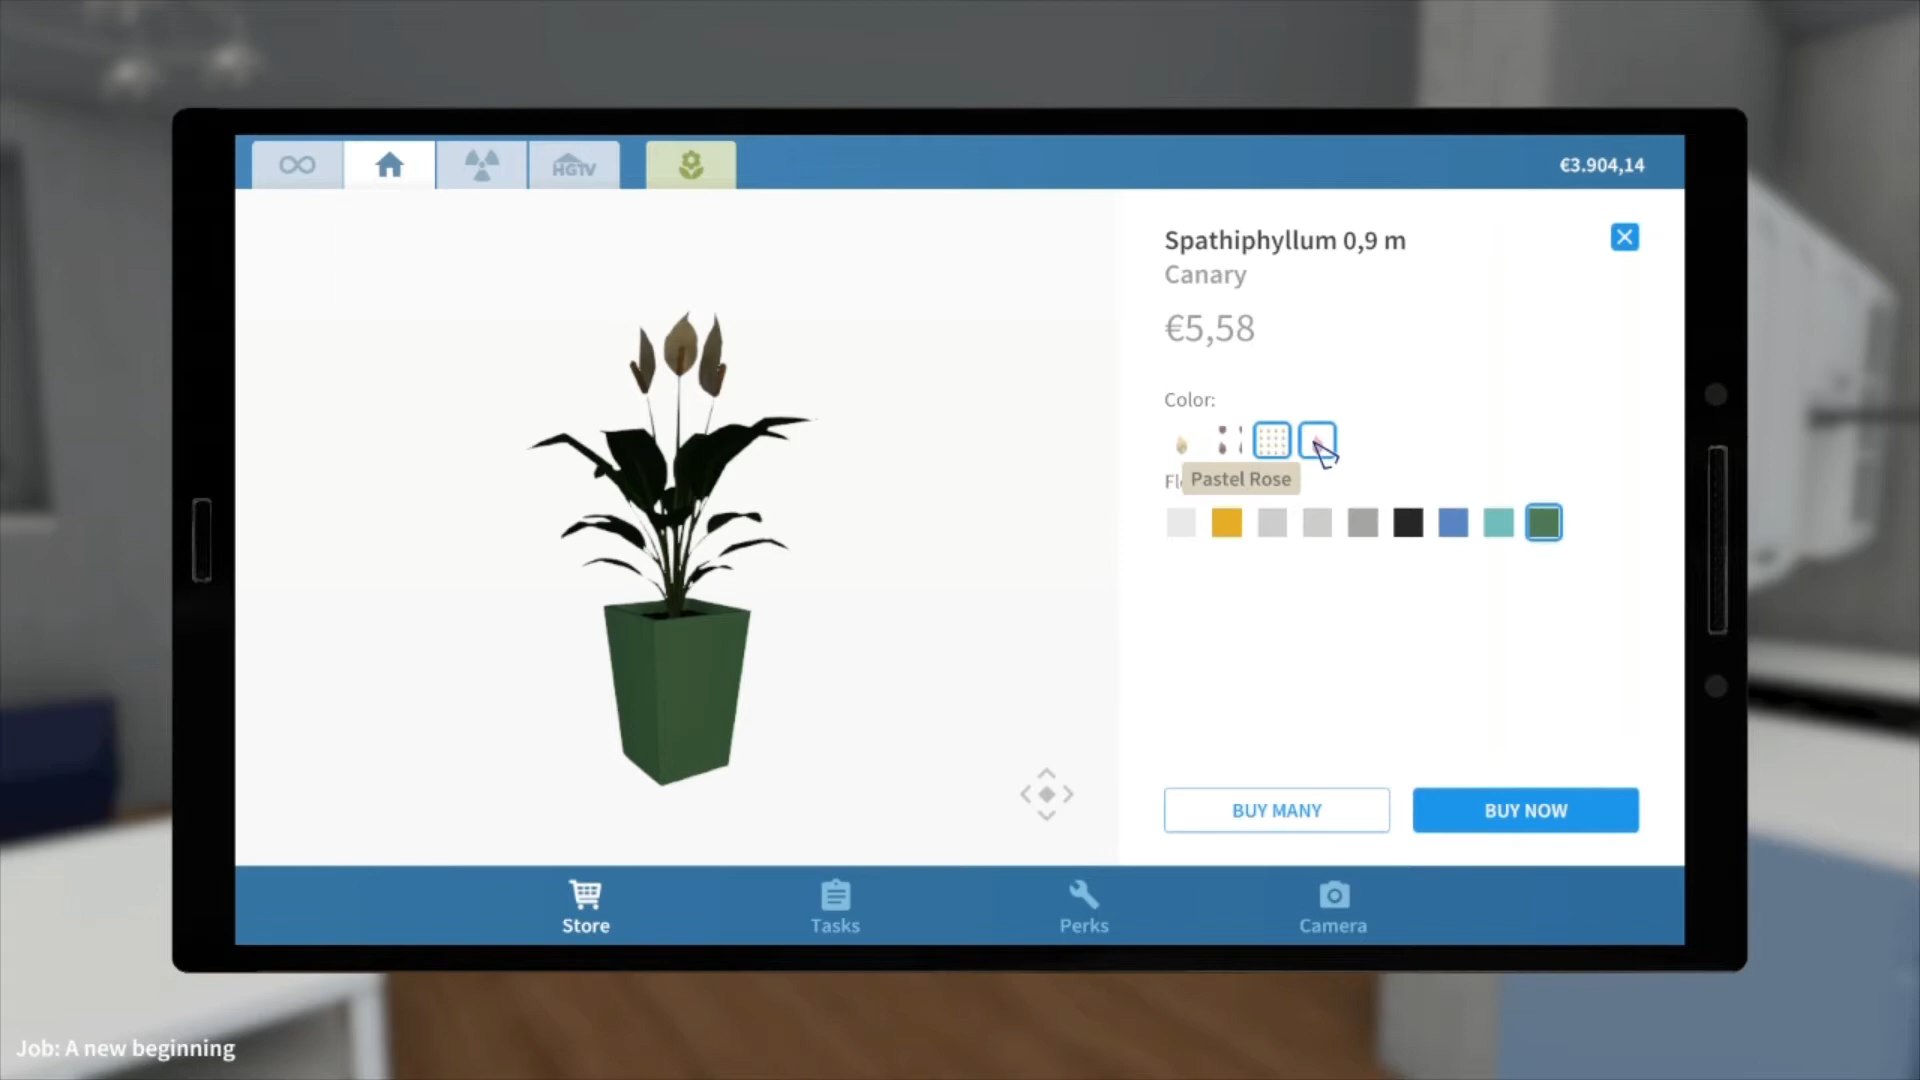 HGTV
€3.904,14
Spathiphyllum 0,9 m
Canary
€5,58
Color:
Pastel Rose
BUY MANY
BUY NOW
Store
Tasks
Perks
Camera
Job: A new beginning